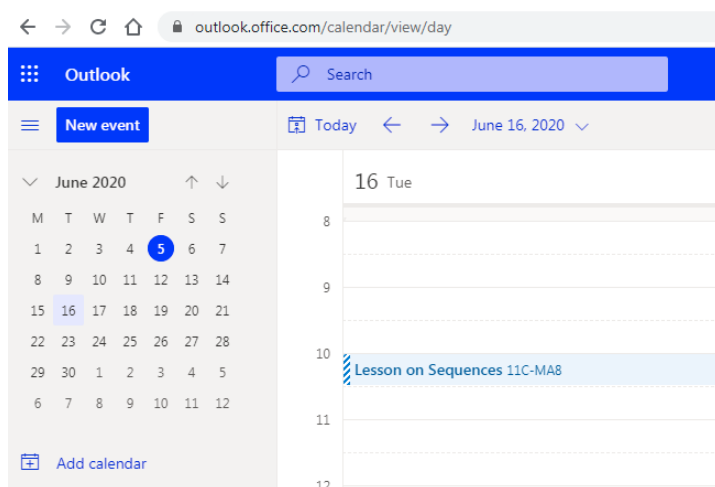 outlook.office.com/calendar/view/day
Outlook
Search
New event
Today
June 16, 2020
June 2020
M T W T F S S
1 2 3 4 5 6 7
8 9 10 11 12 13 14
15 16 17 18 19 20 21
22 23 24 25 26 27 28
29 30 1 2 3 4 5
6 7 8 9 10 11 12
Add calendar
16 Tue
8
9
10
Lesson on Sequences 11C-MA8
11
12